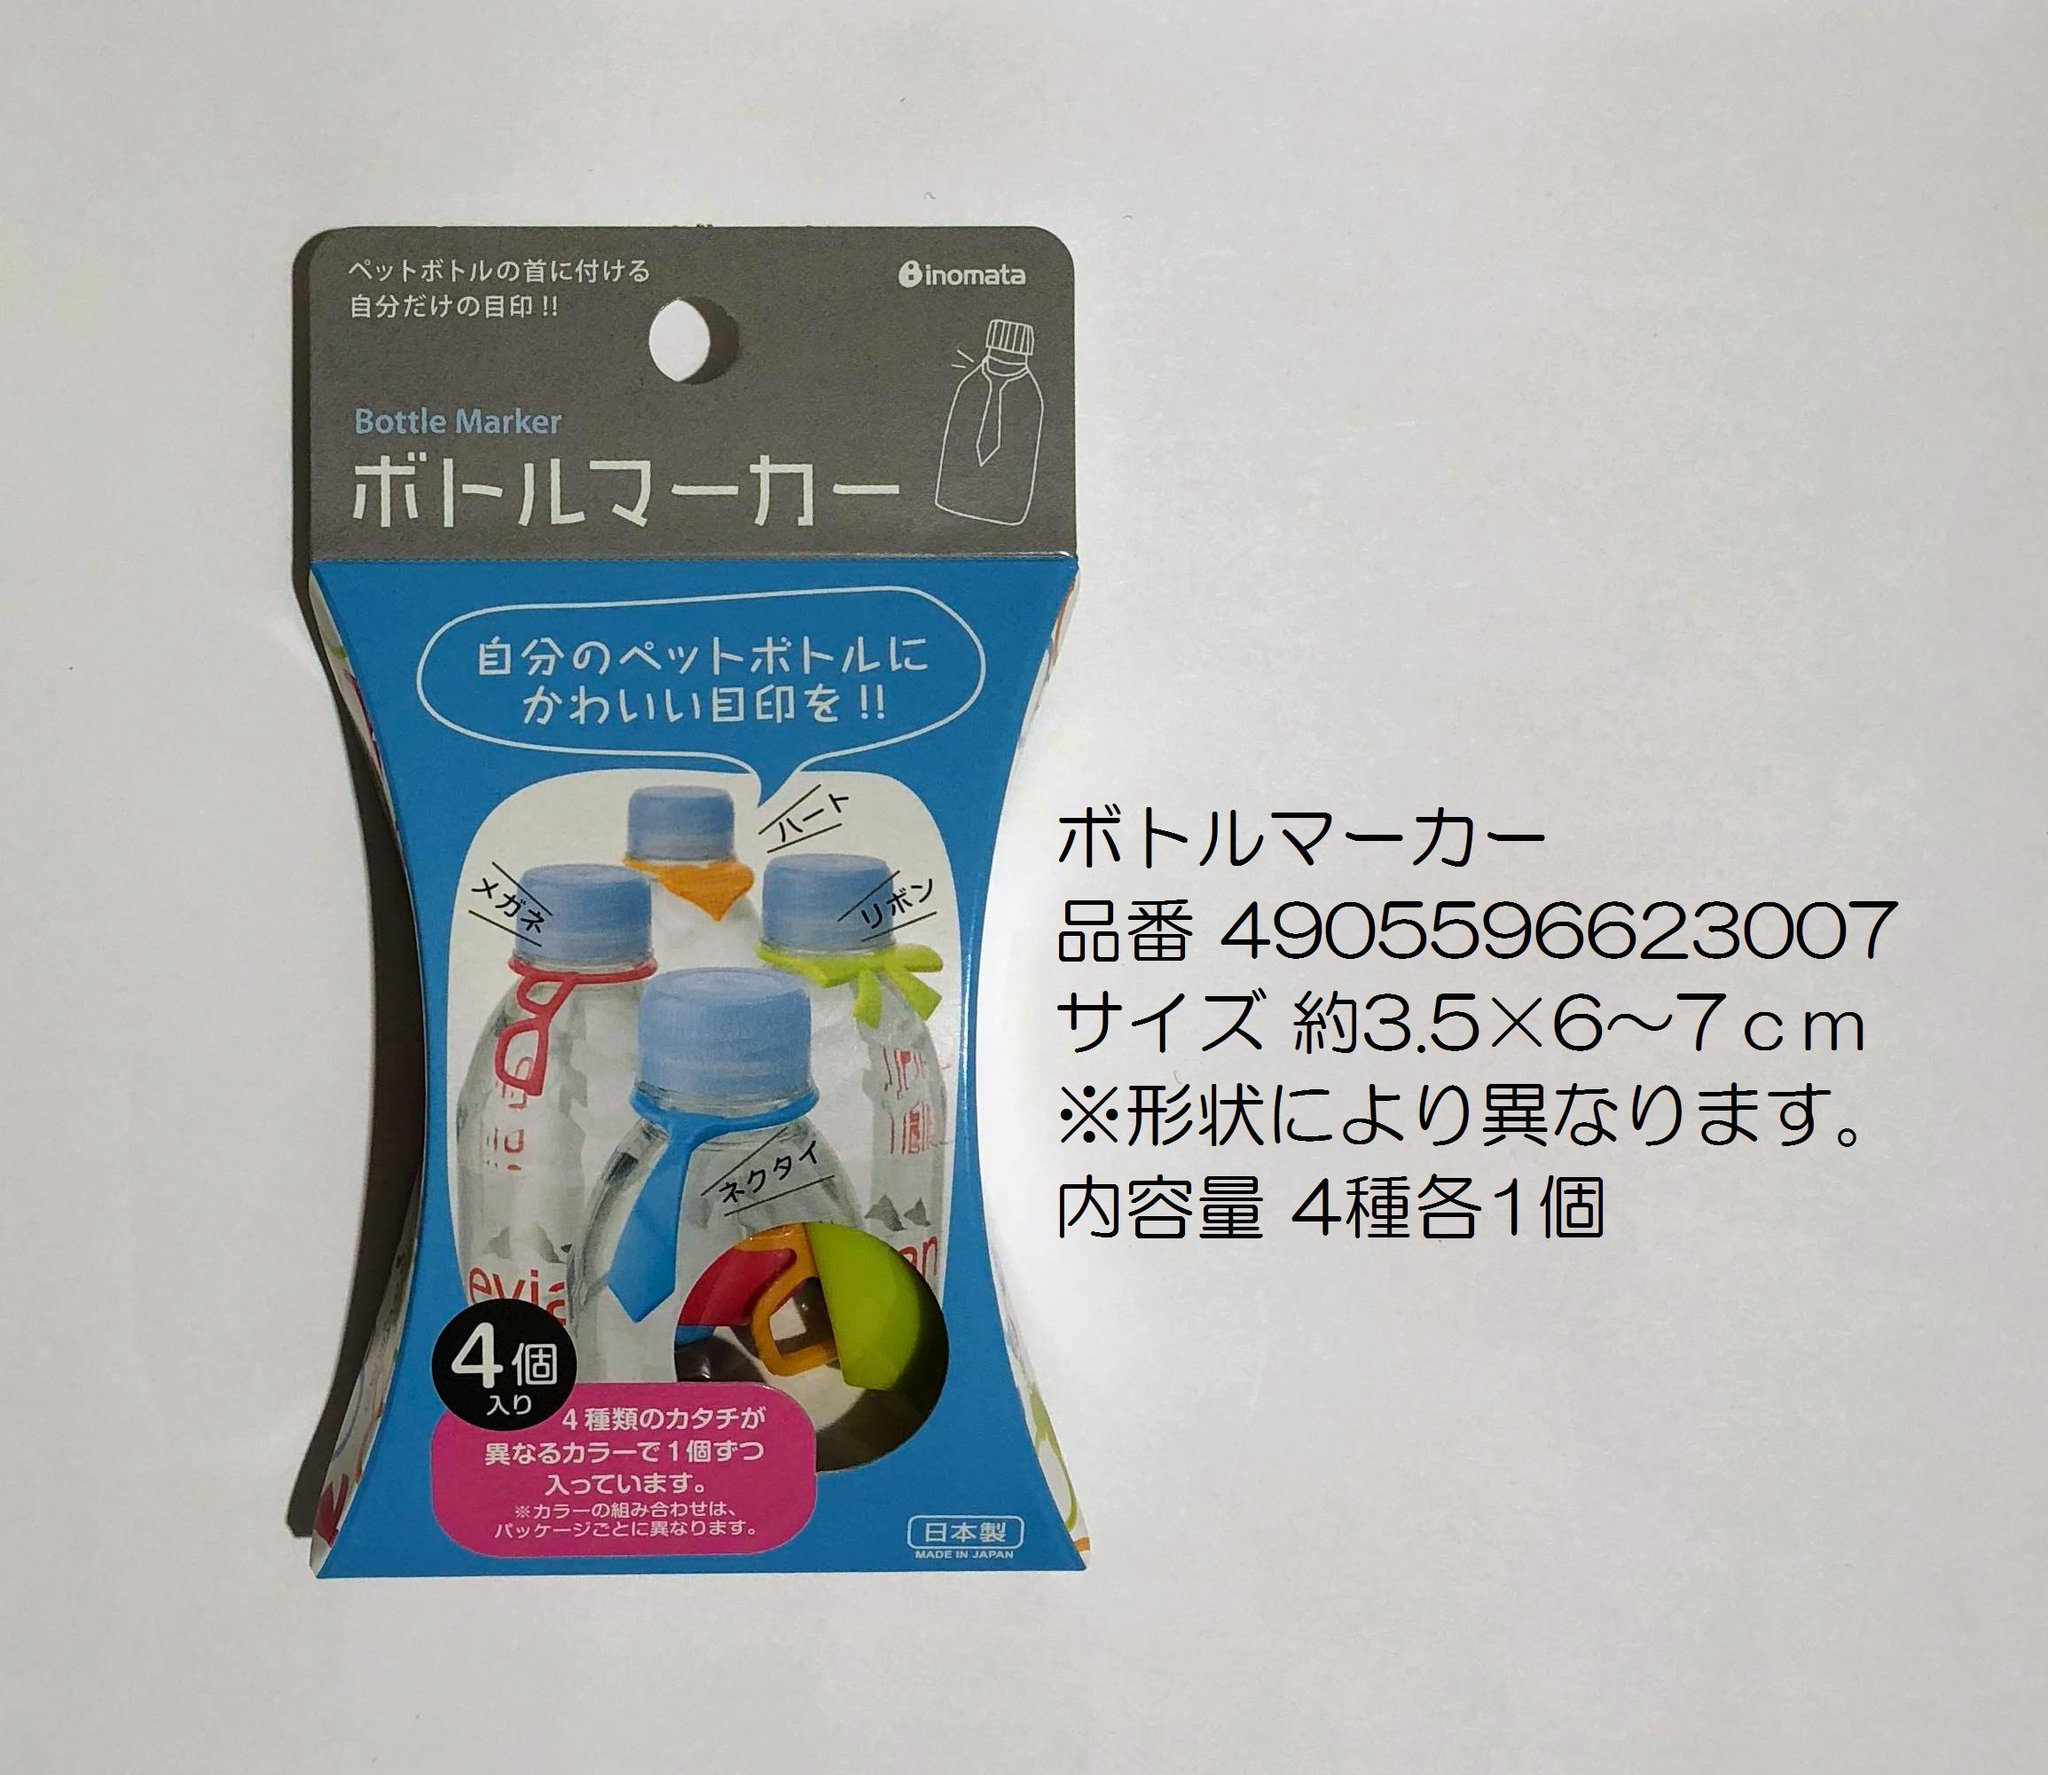 ペットボトルの首に付ける
自分だけの目印!!
inomata
Bottle Marker
ボトルマーカー
自分のペットボトルに
かわいい目印を!!
ハート
メガネ
リボン
ネクタイ
4個
入り
4種類のカタチが
異なるカラーで1個ずつ
入っています。
※カラーの組み合わせは、
パッケージごとに異なります。
日本製
MADE IN JAPAN
ボトルマーカー
品番 4905596623007
サイズ 約3.5×6～7cm
※形状により異なります。
内容量 4種各1個